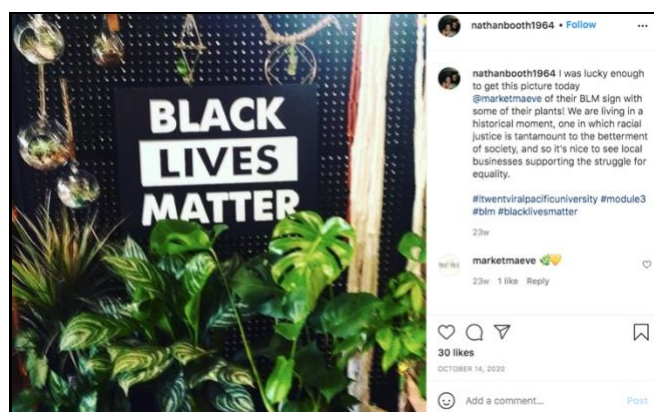 BLACK
LIVES
MATTER
nathanbooth1964 • Follow
nathanbooth1964 I was lucky enough
to get this picture today
@marketmaeve of their BLM sign with
some of their plants! We are living in a
historical moment, one in which racial
justice is tantamount to the betterment
of society, and so it's nice to see local
businesses supporting the struggle for
equality.
#itwentviralpacificuniversity #module3
#blm #blacklivesmatter
23w
marketmaeve 🌿💛
23w 1 like Reply
30 likes
OCTOBER 14, 2020
Add a comment... Post